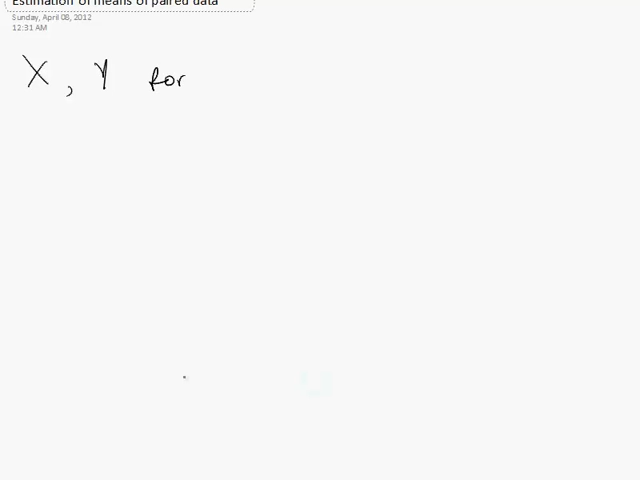 Estimation of means of paired data
Sunday, April 08, 2012
12:31 AM
X, Y for